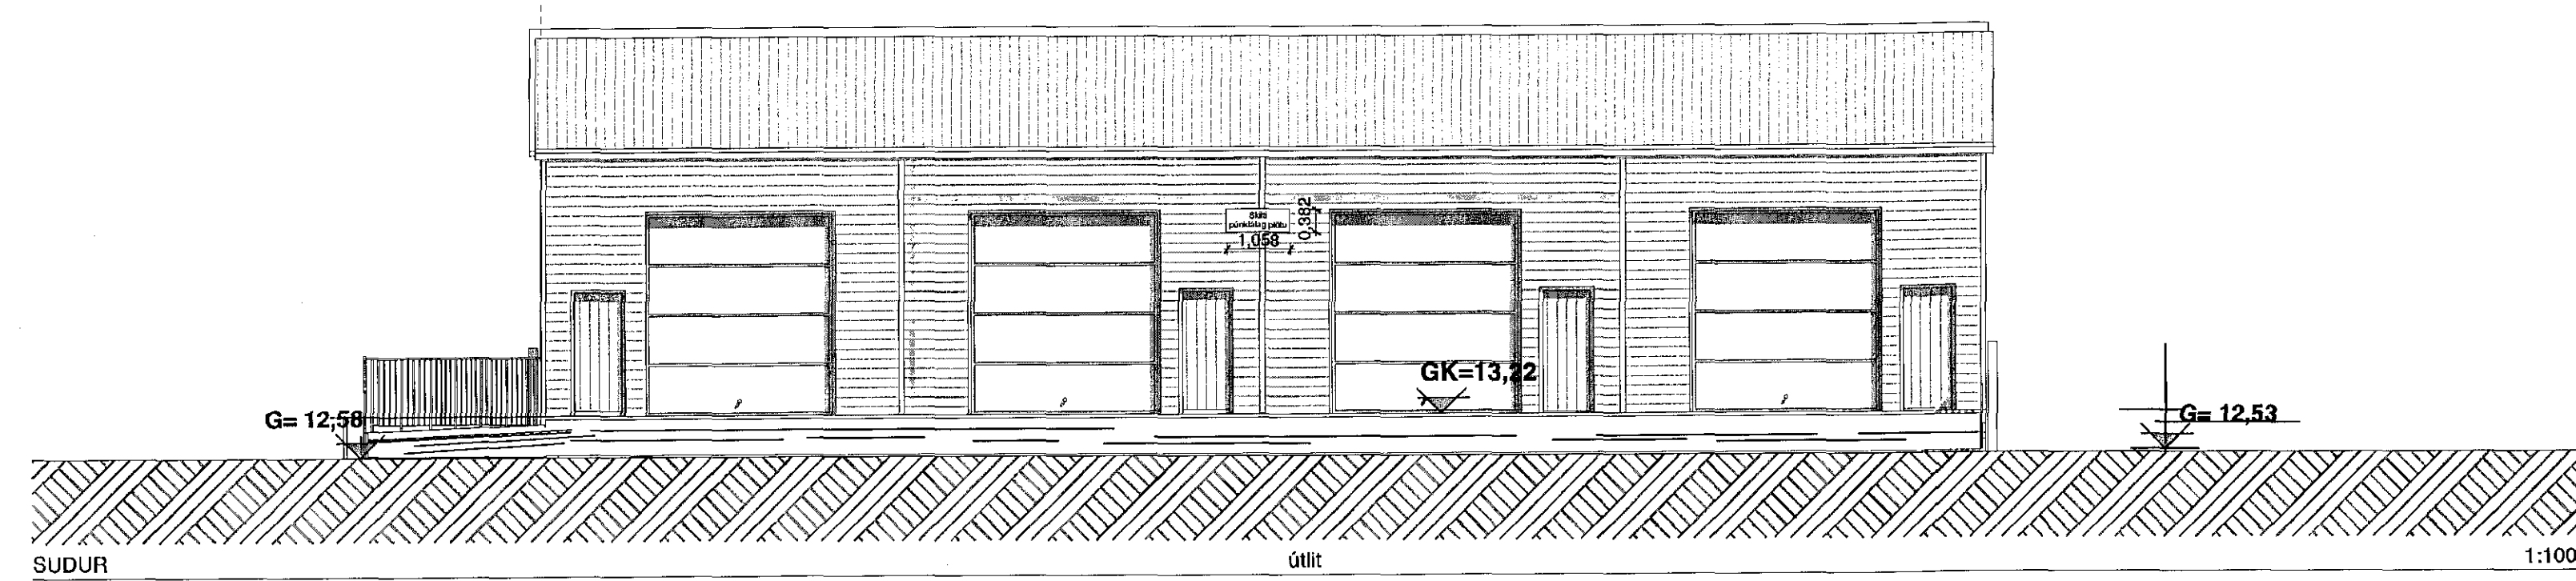 Skilti
0,382
1,058
GK=13,22
G= 12,58
G= 12,53
SUDUR
útlit
1:100